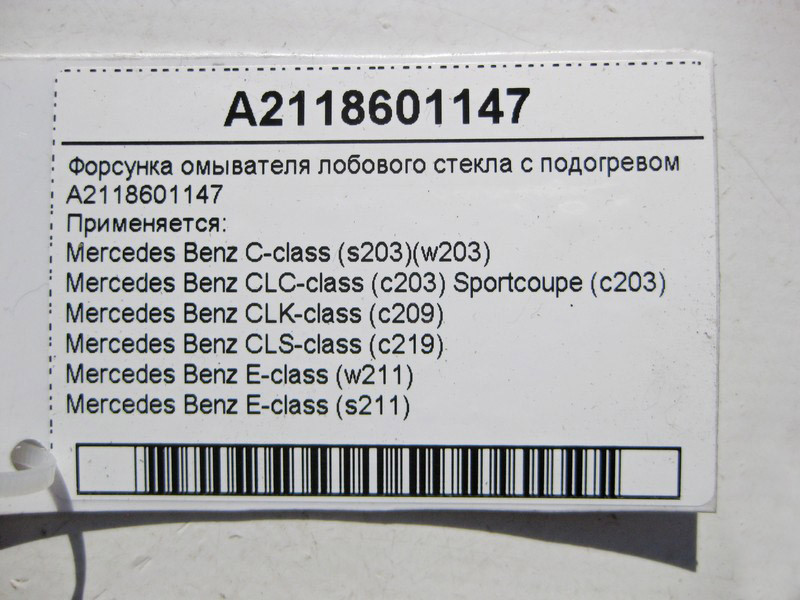 A2118601147
Форсунка омывателя лобового стекла с подогревом
A2118601147
Применяется:
Mercedes Benz C-class (s203)(w203)
Mercedes Benz CLC-class (c203) Sportcoupe (c203)
Mercedes Benz CLK-class (c209)
Mercedes Benz CLS-class (c219)
Mercedes Benz E-class (w211)
Mercedes Benz E-class (s211)